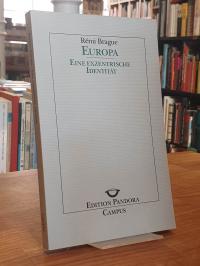 Rémi Brague
EUROPA
EINE EXZENTRISCHE
IDENTITÄT
EDITION PANDORA
CAMPUS